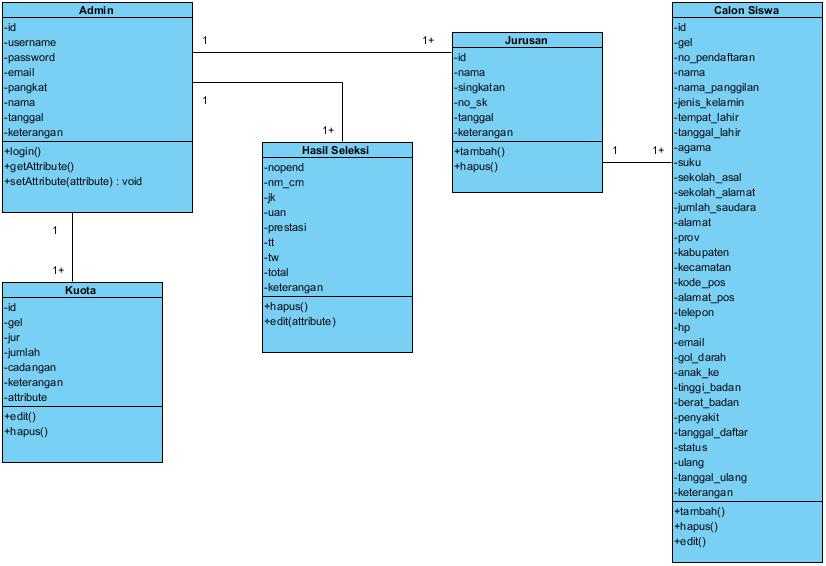 Admin
-id
-username
-password
-email
-pangkat
-nama
-tanggal
-keterangan
+login()
+getAttribute()
+setAttribute(attribute) : void
1
1+
1
1+
1
1+
Kuota
-id
-gel
-jur
-jumlah
-cadangan
-keterangan
-attribute
+edit()
+hapus()
Hasil Seleksi
-nopend
-nm_cm
-jk
-uan
-prestasi
-tt
-tw
-total
-keterangan
+hapus()
+edit(attribute)
Jurusan
-id
-nama
-singkatan
-no_sk
-tanggal
-keterangan
+tambah()
+hapus()
1
1+
Calon Siswa
-id
-gel
-no_pendaftaran
-nama
-nama_panggilan
-jenis_kelamin
-tempat_lahir
-tanggal_lahir
-agama
-suku
-sekolah_asal
-sekolah_alamat
-jumlah_saudara
-alamat
-prov
-kabupaten
-kecamatan
-kode_pos
-alamat_pos
-telepon
-hp
-email
-gol_darah
-anak_ke
-tinggi_badan
-berat_badan
-penyakit
-tanggal_daftar
-status
-ulang
-tanggal_ulang
-keterangan
+tambah()
+hapus()
+edit()